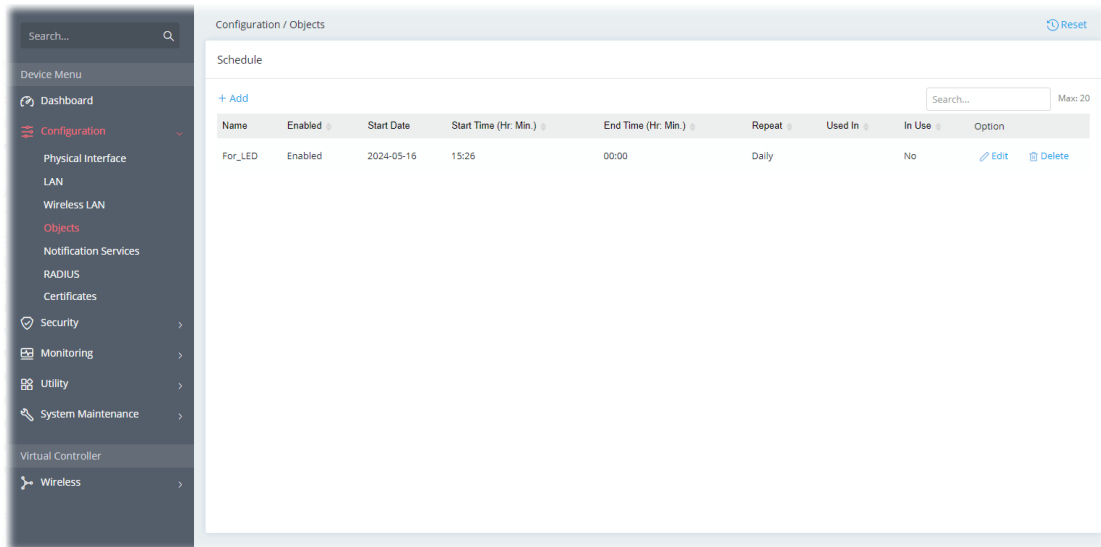 Search...
Device Menu
Dashboard
Configuration
Physical Interface
LAN
Wireless LAN
Objects
Notification Services
RADIUS
Certificates
Security
Monitoring
Utility
System Maintenance
Virtual Controller
Wireless
Configuration / Objects
Reset
Schedule
+ Add
Search...
Max: 20
Name Enabled Start Date Start Time (Hr: Min.) End Time (Hr: Min.) Repeat Used In In Use Option
For_LED Enabled 2024-05-16 15:26 00:00 Daily No Edit Delete